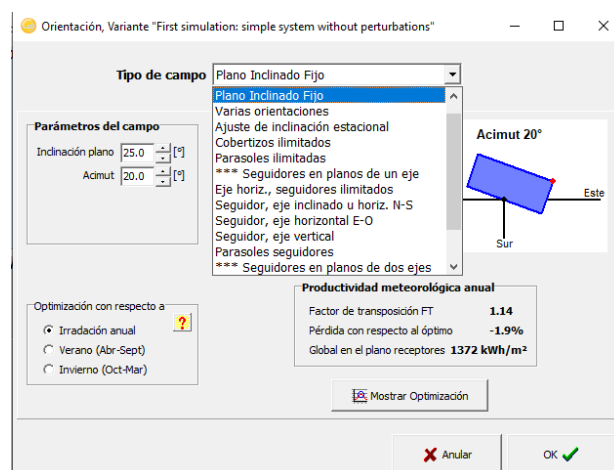 Orientación, Variante "First simulation: simple system without perturbations"
Tipo de campo Plano Inclinado Fijo
Plano Inclinado Fijo
Varias orientaciones
Ajuste de inclinación estacional
Cobertizos ilimitados
Parasoles ilimitadas
*** Seguidores en planos de un eje
Eje horiz., seguidores ilimitados
Seguidor, eje inclinado u horiz. N-S
Seguidor, eje horizontal E-O
Seguidor, eje vertical
Parasoles seguidores
*** Seguidores en planos de dos ejes
Parámetros del campo
Inclinación plano 25.0 [º]
Acimut 20.0 [º]
Acimut 20°
Este
Sur
Optimización con respecto a
Irradación anual
?
Verano (Abr-Sept)
Invierno (Oct-Mar)
Productividad meteorológica anual
Factor de transposición FT 1.14
Pérdida con respecto al óptimo -1.9%
Global en el plano receptores 1372 kWh/m²
Mostrar Optimización
Anular
OK